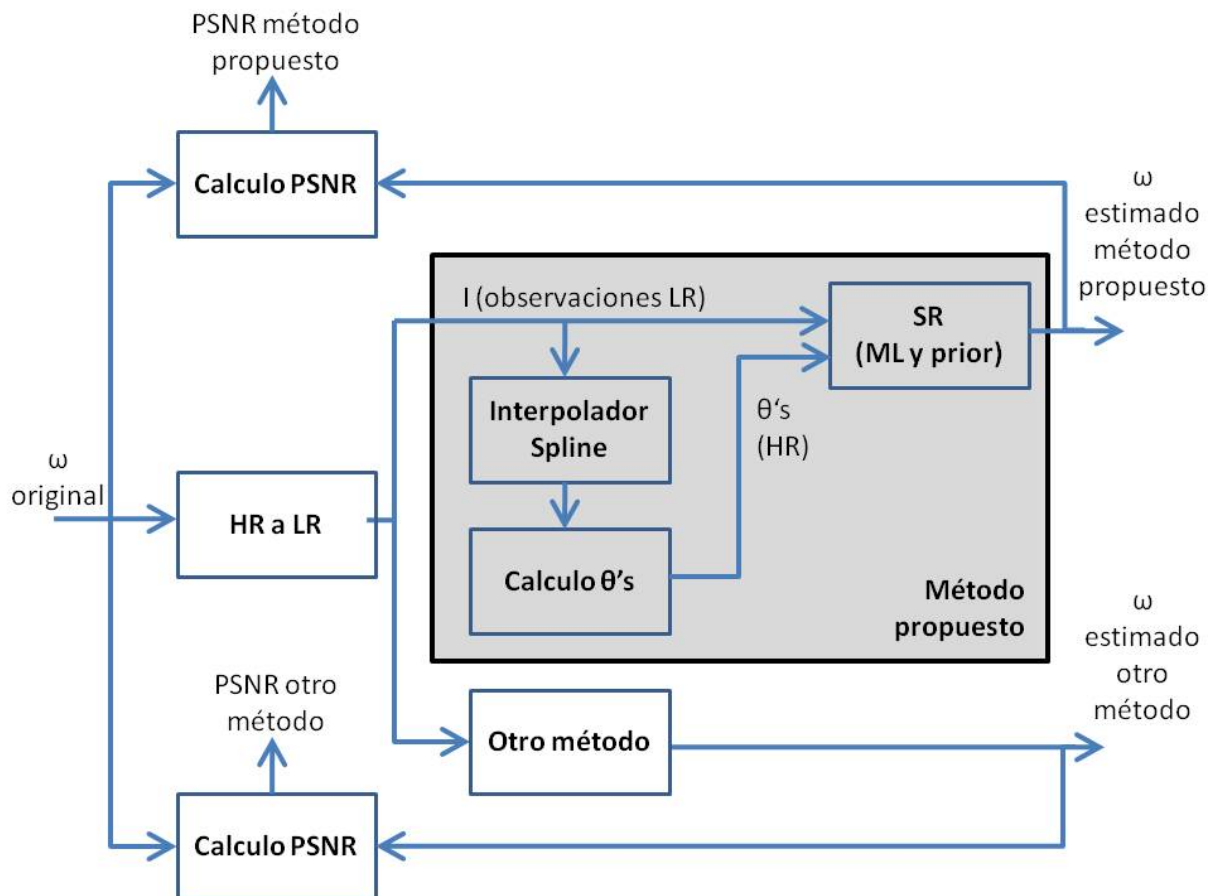 PSNR método
propuesto
Calculo PSNR
ω
estimado
método
propuesto
I (observaciones LR)
SR
(ML y prior)
Interpolador
Spline
θ‘s
(HR)
ω
original
HR a LR
Calculo θ's
Método
propuesto
ω
estimado
otro
método
PSNR otro
método
Otro método
Calculo PSNR